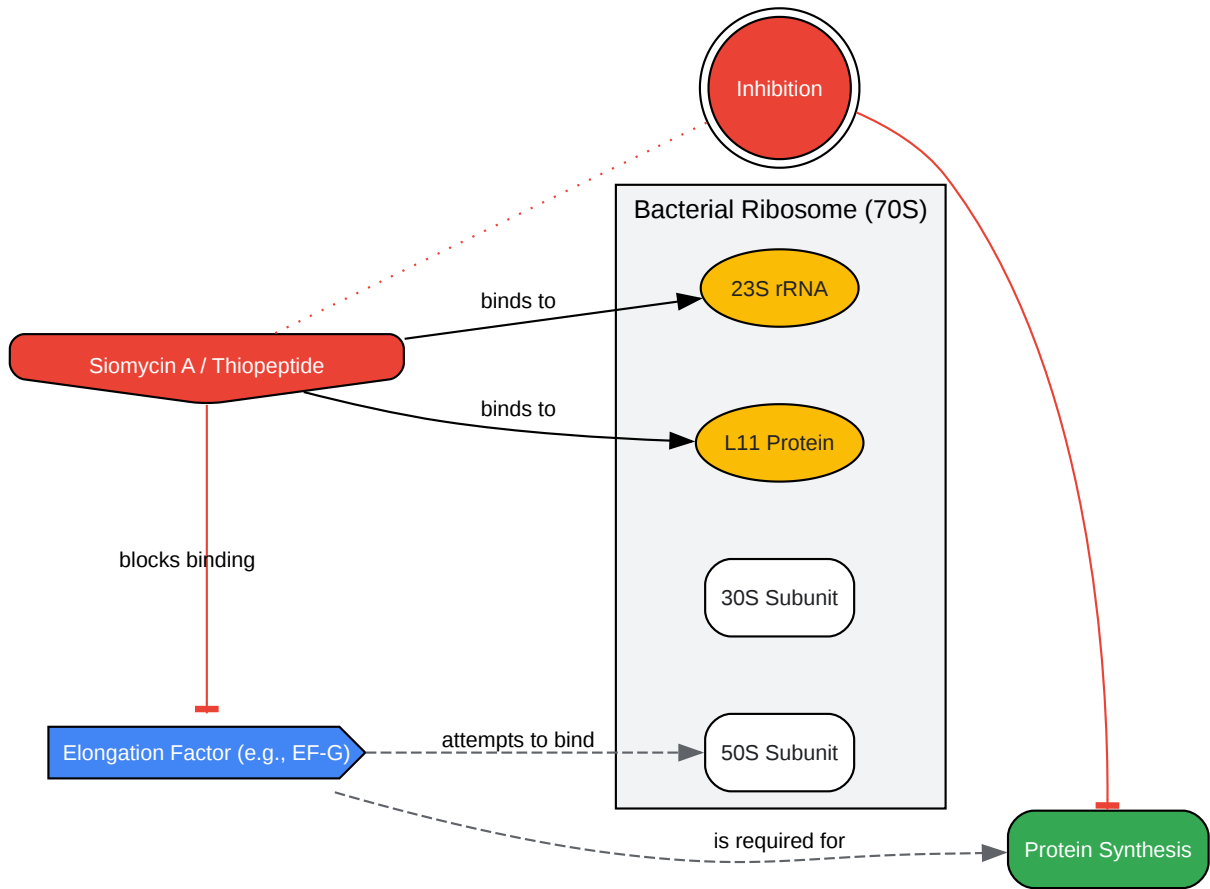 Inhibition
Bacterial Ribosome (70S)
23S rRNA
binds to
Siomycin A / Thiopeptide
binds to
L11 Protein
blocks binding
30S Subunit
Elongation Factor (e.g., EF-G)
attempts to bind
50S Subunit
is required for
Protein Synthesis